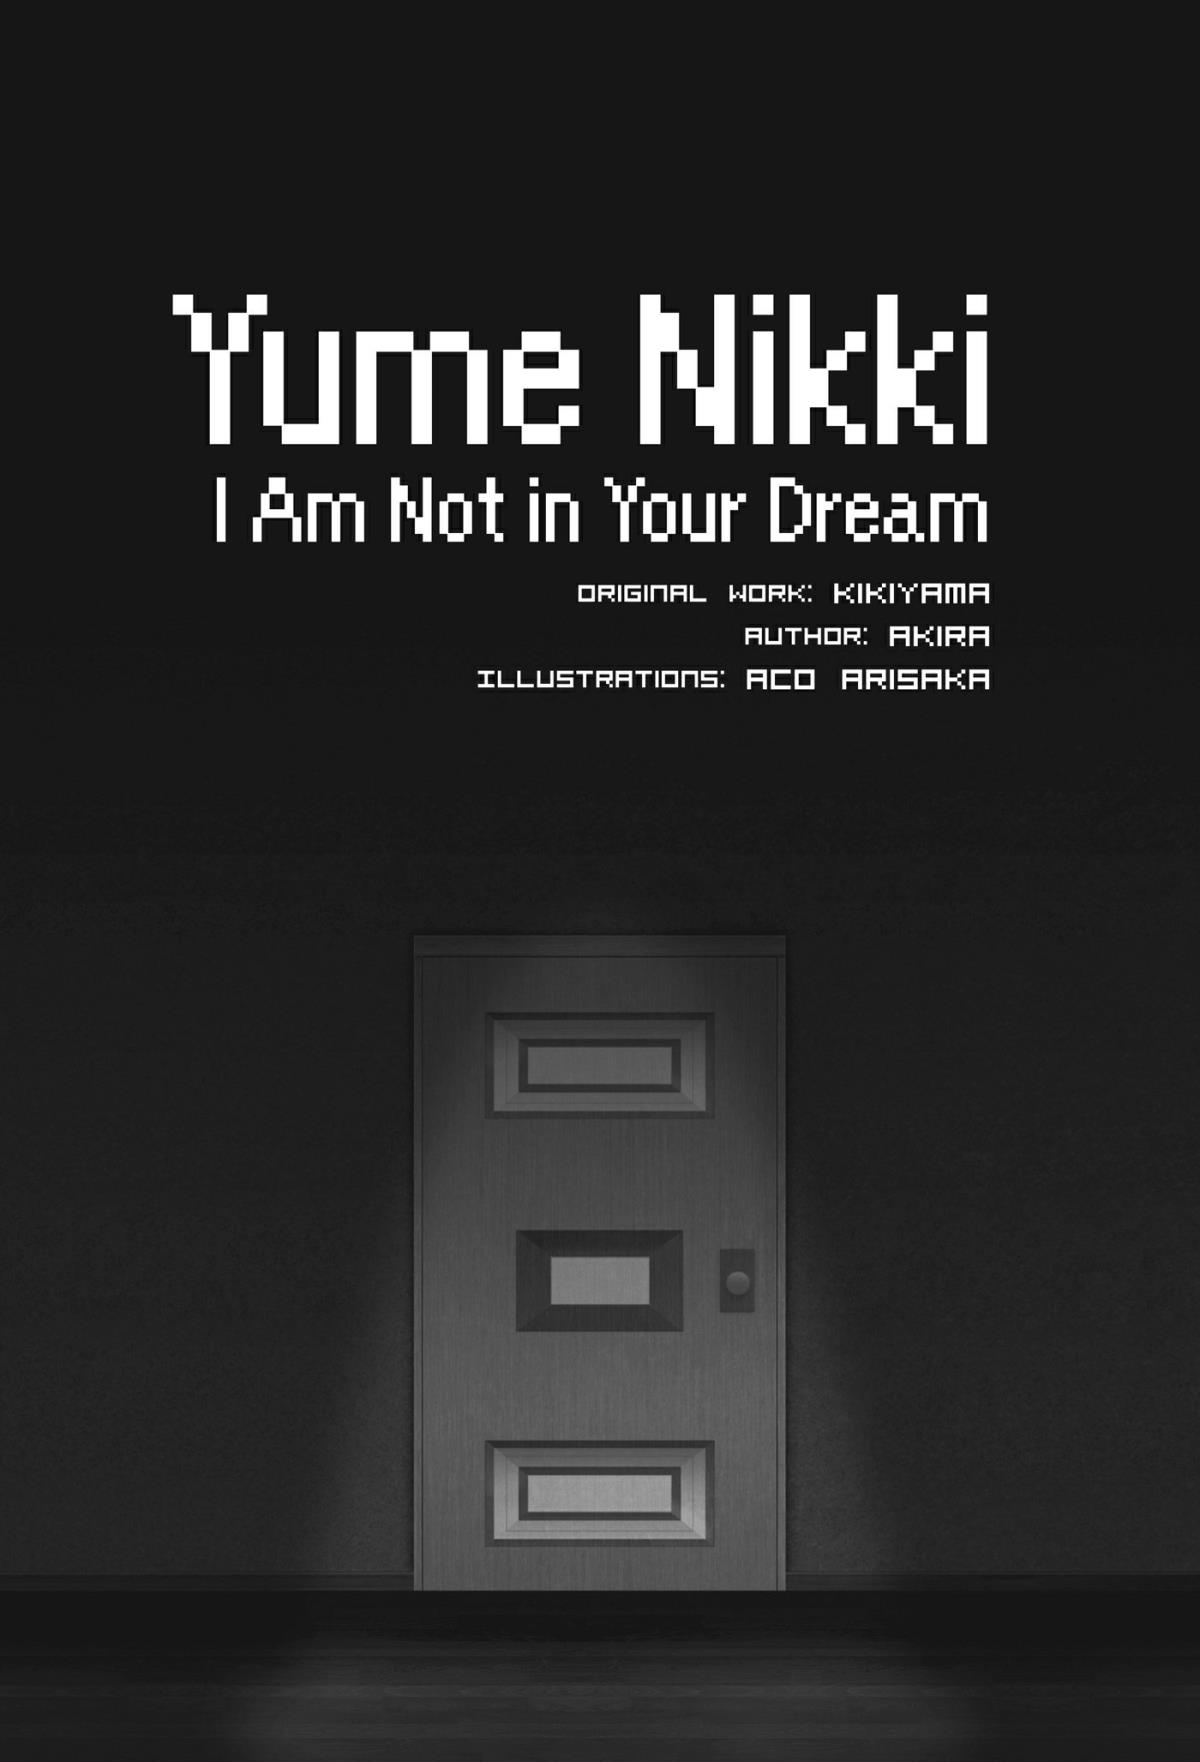 Yume Nikki
I Am Not in Your Dream
ORIGINAL WORK: KIKIYAMA
AUTHOR: AKIRA
ILLUSTRATIONS: ACO ARISAKA